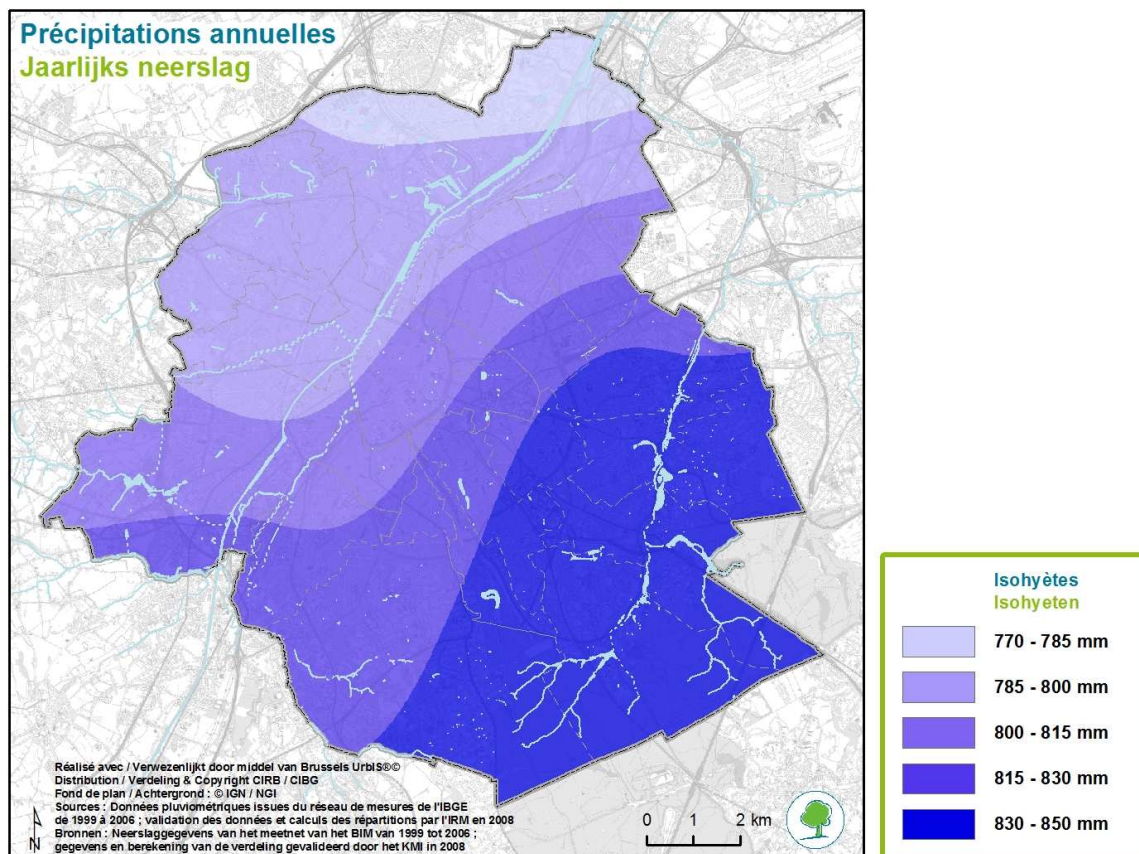 Précipitations annuelles
Jaarlijks neerslag
Réalisé avec / Verwezenlijkt door middel van Brussels UrbIS®©
Distribution / Verdeling & Copyright CIRB / CIBG
Fond de plan / Achtergrond : © IGN / NGI
Sources : Données pluviométriques issues du réseau de mesures de l'IBGE
de 1999 à 2006 ; validation des données et calculs des répartitions par l'IRM en 2008
Bronnen : Neerslaggegevens van het meetnet van het BIM van 1999 tot 2006 ;
gegevens en berekening van de verdeling gevalideerd door het KMI in 2008
N
0 1 2 km
Isohyètes
Isohyeten
770 - 785 mm
785 - 800 mm
800 - 815 mm
815 - 830 mm
830 - 850 mm